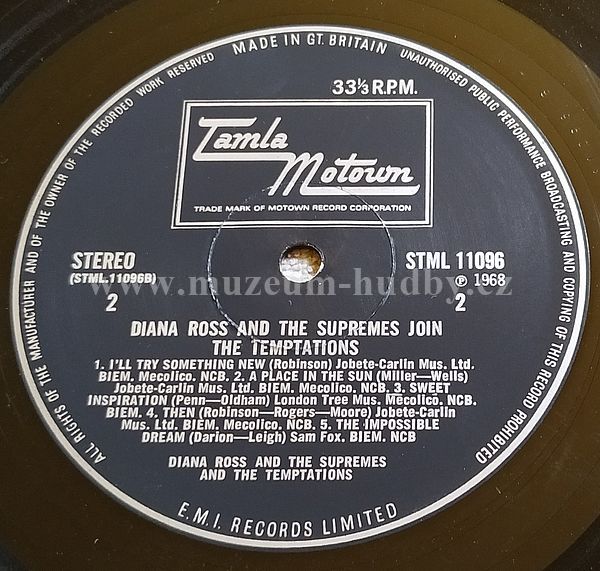 MADE IN GT. BRITAIN
UNAUTHORISED PUBLIC PERFORMANCE BROADCASTING AND COPYING OF THIS RECORD PROHIBITED
ALL RIGHTS OF THE MANUFACTURER AND OF THE OWNER OF THE RECORDED WORK RESERVED
33⅓ R.P.M.
Tamla
Motown
TRADE MARK OF MOTOWN RECORD CORPORATION
STEREO
(STML.11096B)
2
STML 11096
℗ 1968
2
www.muzeum-hudby.cz
DIANA ROSS AND THE SUPREMES JOIN
THE TEMPTATIONS
1. I'LL TRY SOMETHING NEW (Robinson) Jobete-Carlin Mus. Ltd.
BIEM. Mecolico. NCB. 2. A PLACE IN THE SUN (Miller—Wells)
Jobete-Carlin Mus. Ltd. BIEM. Mecolico. NCB. 3. SWEET
INSPIRATION (Penn—Oldham) London Tree Mus. Mecolico. NCB.
BIEM. 4. THEN (Robinson—Rogers—Moore) Jobete-Carlin
Mus. Ltd. BIEM. Mecolico. NCB. 5. THE IMPOSSIBLE
DREAM (Darion—Leigh) Sam Fox. BIEM. NCB
DIANA ROSS AND THE SUPREMES
AND THE TEMPTATIONS
E.M.I. RECORDS LIMITED